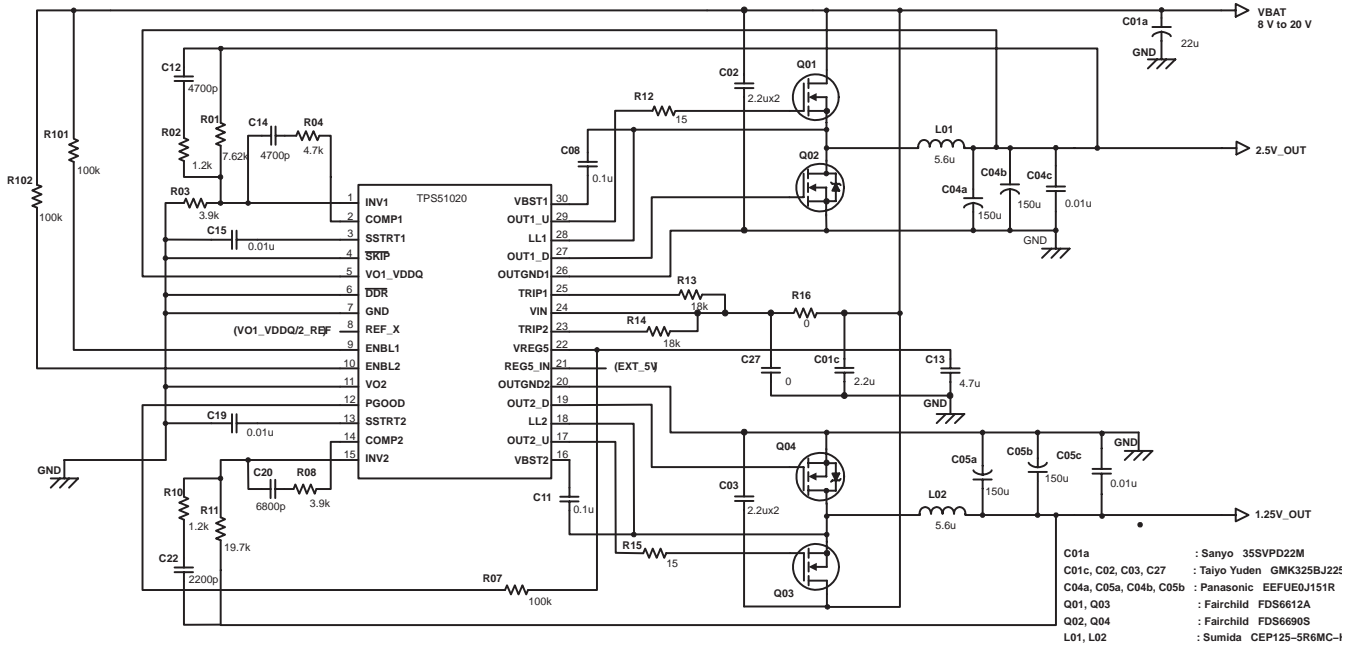 VBAT
8 V to 20 V
C01a
22u
GND
C12
4700p
R02
1.2k
R01
7.62k
C14
4700p
R04
4.7k
R101
100k
R102
100k
R03
3.9k
C15
0.01u
C02
2.2ux2
Q01
R12
15
C08
0.1u
Q02
L01
5.6u
2.5V_OUT
C04a
150u
C04b
150u
C04c
0.01u
GND
TPS51020
1 INV1
2 COMP1
3 SSTRT1
4 SKIP
5 VO1_VDDQ
6 DDR
7 GND
8 REF_X
9 ENBL1
10 ENBL2
11 VO2
12 PGOOD
13 SSTRT2
14 COMP2
15 INV2
VBST1 30
OUT1_U 29
LL1 28
OUT1_D 27
OUTGND1 26
TRIP1 25
VIN 24
TRIP2 23
VREG5 22
REG5_IN 21
OUTGND2 20
OUT2_D 19
LL2 18
OUT2_U 17
VBST2 16
(VO1_VDDQ/2_REF)
(EXT_5V)
R13
18k
R14
18k
R16
0
C27
0
C01c
2.2u
C13
4.7u
GND
C19
0.01u
GND
C20
6800p
R08
3.9k
R10
1.2k
R11
19.7k
C22
2200p
R07
100k
C11
0.1u
R15
15
C03
2.2ux2
Q04
Q03
L02
5.6u
C05a
150u
C05b
150u
C05c
0.01u
GND
1.25V_OUT
C01a : Sanyo 35SVPD22M
C01c, C02, C03, C27 : Taiyo Yuden GMK325BJ225
C04a, C05a, C04b, C05b : Panasonic EEFUE0J151R
Q01, Q03 : Fairchild FDS6612A
Q02, Q04 : Fairchild FDS6690S
L01, L02 : Sumida CEP125–5R6MC–